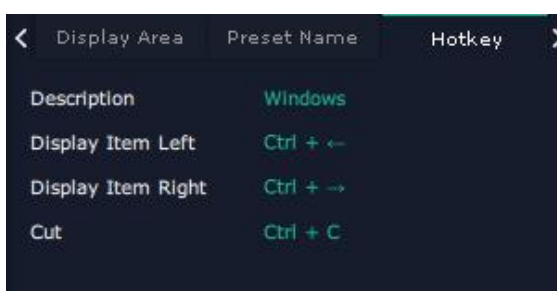 Display Area Preset Name Hotkey
Description Windows
Display Item Left Ctrl + ←
Display Item Right Ctrl + →
Cut Ctrl + C